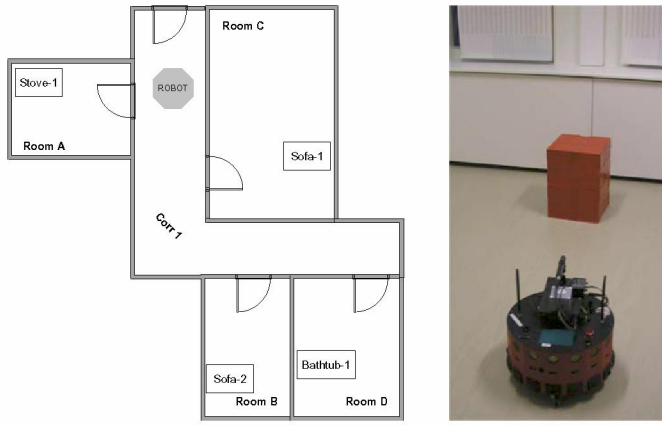 Room C
Stove-1
ROBOT
Room A
Sofa-1
Corr 1
Sofa-2
Bathtub-1
Room B
Room D